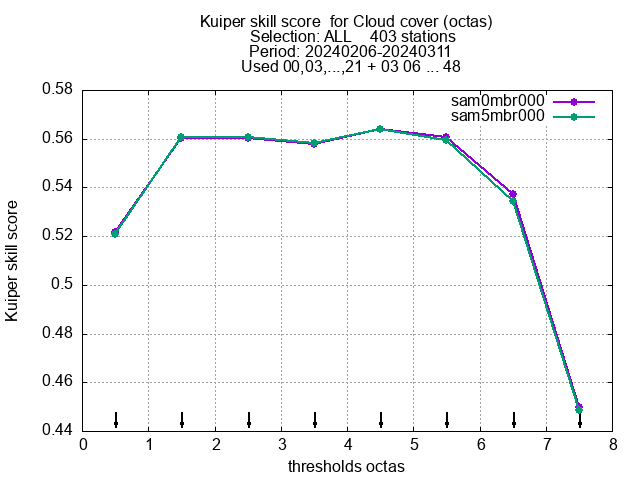 Kuiper skill score  for Cloud cover (octas)
Selection: ALL    403 stations
Period: 20240206-20240311
Used 00,03,...,21 + 03 06 ... 48
sam0mbr000
sam5mbr000
Kuiper skill score
0.58
0.56
0.54
0.52
0.5
0.48
0.46
0.44
0 1 2 3 4 5 6 7 8
thresholds octas